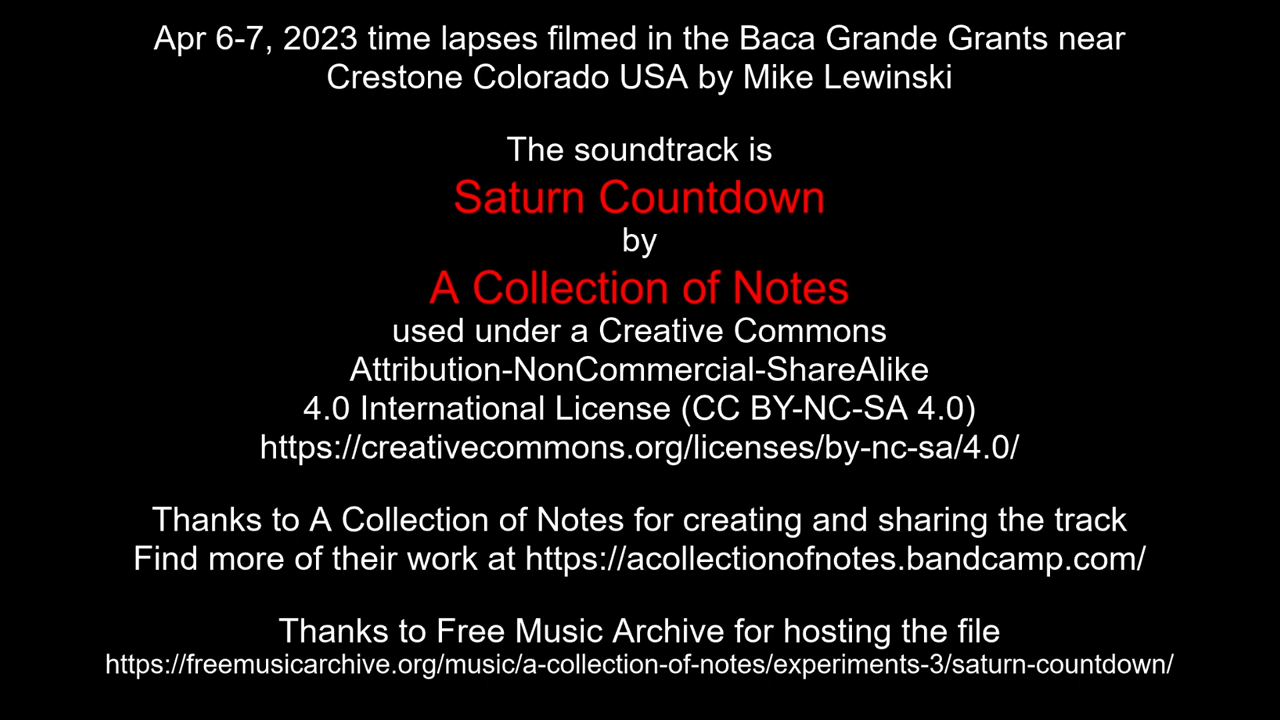 Apr 6-7, 2023 time lapses filmed in the Baca Grande Grants near
Crestone Colorado USA by Mike Lewinski
The soundtrack is
Saturn Countdown
by
A Collection of Notes
used under a Creative Commons
Attribution-NonCommercial-ShareAlike
4.0 International License (CC BY-NC-SA 4.0)
https://creativecommons.org/licenses/by-nc-sa/4.0/
Thanks to A Collection of Notes for creating and sharing the track
Find more of their work at https://acollectionofnotes.bandcamp.com/
Thanks to Free Music Archive for hosting the file
https://freemusicarchive.org/music/a-collection-of-notes/experiments-3/saturn-countdown/